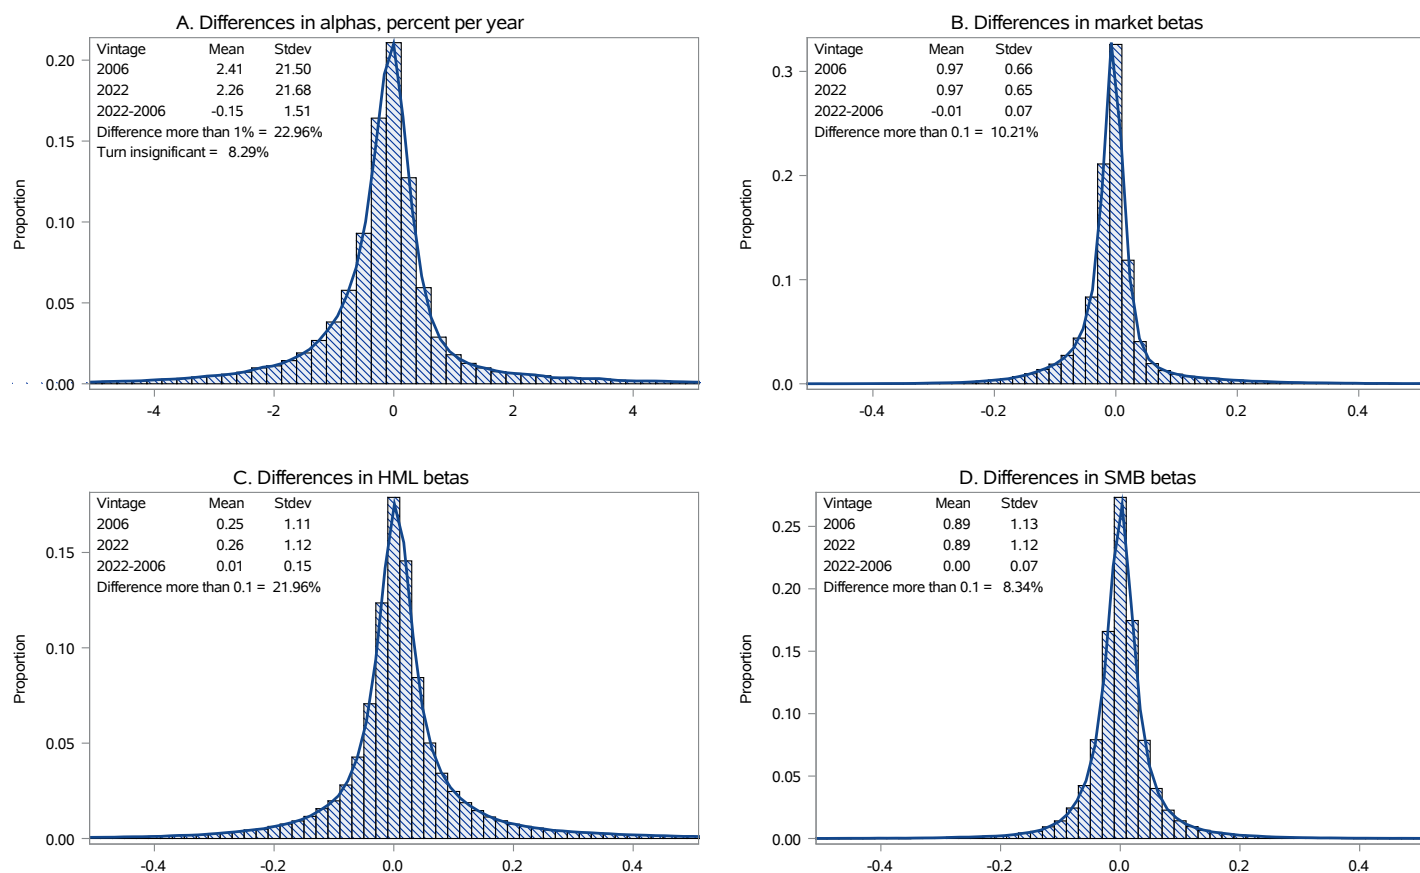 A. Differences in alphas, percent per year
Vintage Mean Stdev
2006 2.41 21.50
2022 2.26 21.68
2022-2006 -0.15 1.51
Difference more than 1% = 22.96%
Turn insignificant = 8.29%
Proportion
0.20
0.15
0.10
0.05
0.00
-4 -2 0 2 4
B. Differences in market betas
Vintage Mean Stdev
2006 0.97 0.66
2022 0.97 0.65
2022-2006 -0.01 0.07
Difference more than 0.1 = 10.21%
Proportion
0.3
0.2
0.1
0.0
-0.4 -0.2 0.0 0.2 0.4
C. Differences in HML betas
Vintage Mean Stdev
2006 0.25 1.11
2022 0.26 1.12
2022-2006 0.01 0.15
Difference more than 0.1 = 21.96%
Proportion
0.15
0.10
0.05
0.00
-0.4 -0.2 0.0 0.2 0.4
D. Differences in SMB betas
Vintage Mean Stdev
2006 0.89 1.13
2022 0.89 1.12
2022-2006 0.00 0.07
Difference more than 0.1 = 8.34%
Proportion
0.25
0.20
0.15
0.10
0.05
0.00
-0.4 -0.2 0.0 0.2 0.4